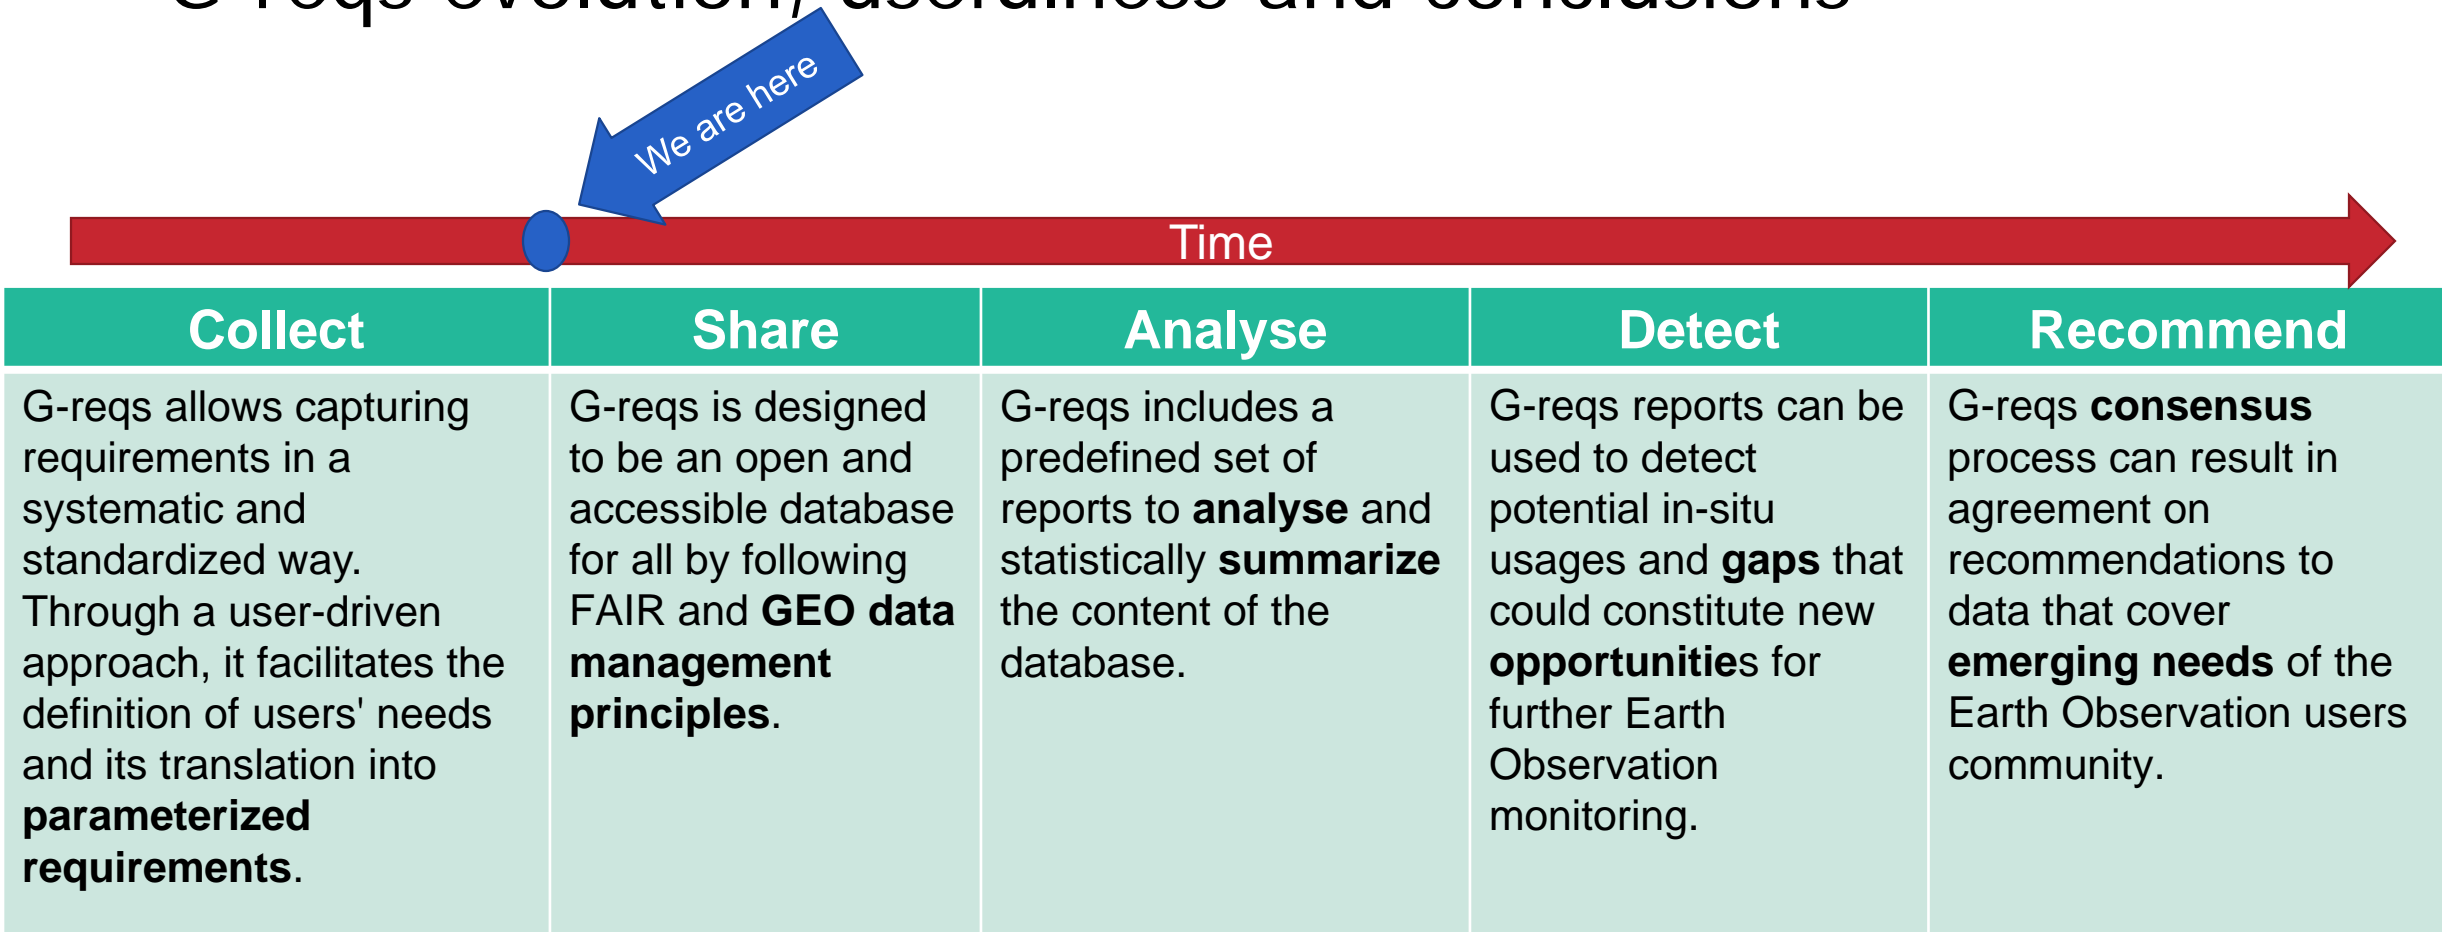 G-reqs evolution, usefulness and conclusions
We are here
Time
Collect
Share
Analyse
Detect
Recommend
G-reqs allows capturing
requirements in a
systematic and
standardized way.
Through a user-driven
approach, it facilitates the
definition of users' needs
and its translation into
parameterized
requirements.
G-reqs is designed
to be an open and
accessible database
for all by following
FAIR and GEO data
management
principles.
G-reqs includes a
predefined set of
reports to analyse and
statistically summarize
the content of the
database.
G-reqs reports can be
used to detect
potential in-situ
usages and gaps that
could constitute new
opportunities for
further Earth
Observation
monitoring.
G-reqs consensus
process can result in
agreement on
recommendations to
data that cover
emerging needs of the
Earth Observation users
community.